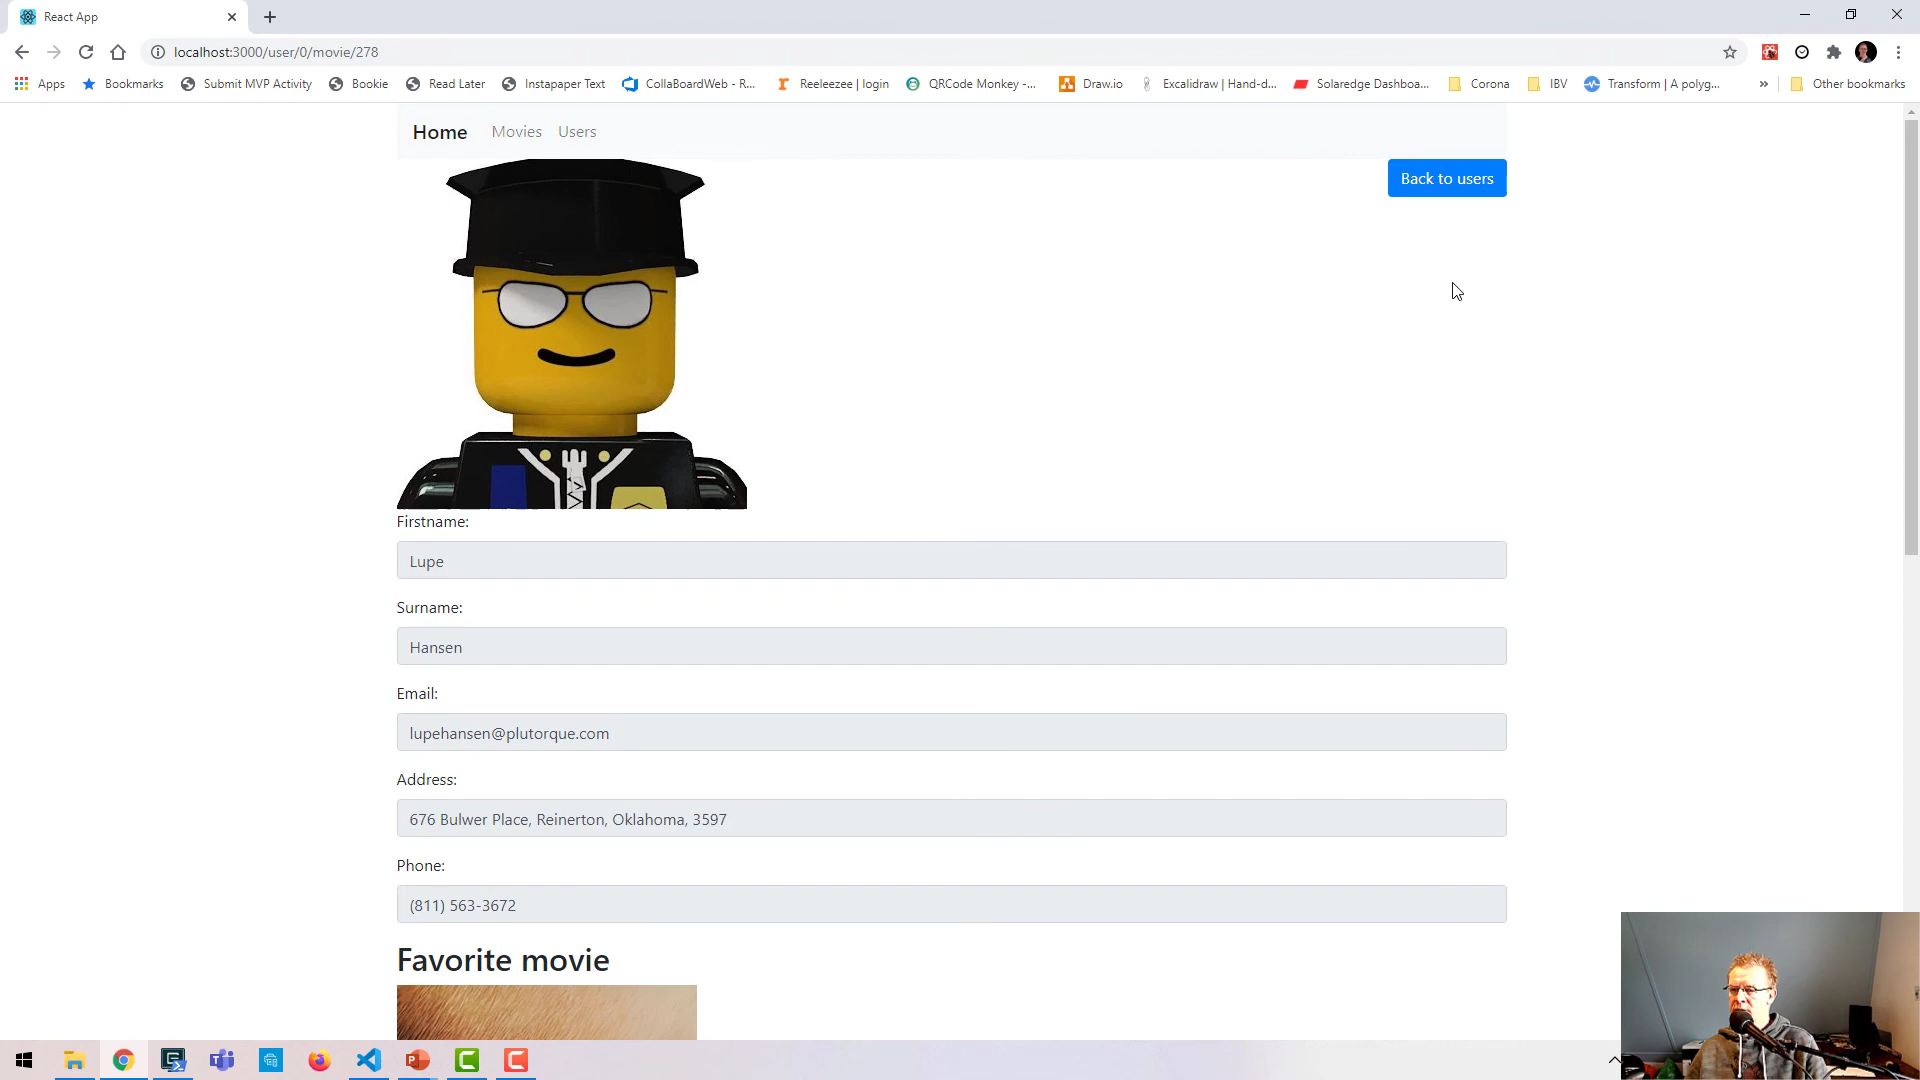 React App
localhost:3000/user/0/movie/278
Apps Bookmarks Submit MVP Activity Bookie Read Later Instapaper Text CollaBoardWeb - R... Reeleezee | login QRCode Monkey -... Draw.io Excalidraw | Hand-d... Solaredge Dashboa... Corona IBV Transform | A polyg... » Other bookmarks
Home Movies Users
Back to users
Firstname:
Lupe
Surname:
Hansen
Email:
lupehansen@plutorque.com
Address:
676 Bulwer Place, Reinerton, Oklahoma, 3597
Phone:
(811) 563-3672
Favorite movie